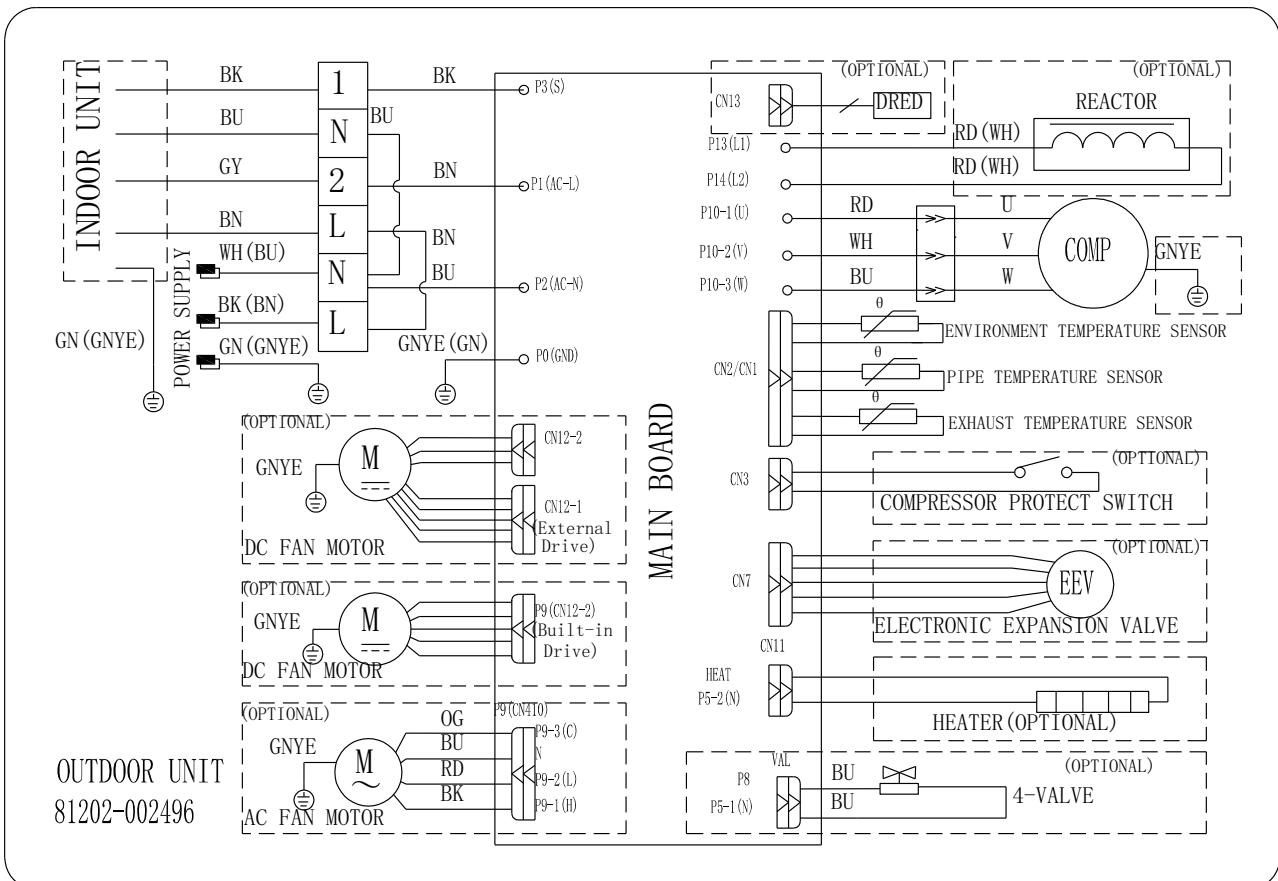 INDOOR UNIT
BK
BU
GY
BN
GN(GNYE)
POWER SUPPLY
WH(BU)
BK(BN)
GN(GNYE)
1
N
2
L
N
L
BK
BU
BN
BN
BU
GNYE(GN)
P3(S)
P1(AC-L)
P2(AC-N)
P0(GND)
MAIN BOARD
(OPTIONAL)
GNYE
M
DC FAN MOTOR
CN12-2
CN12-1
(External
Drive)
(OPTIONAL)
GNYE
M
DC FAN MOTOR
P9(CN12-2)
(Built-in
Drive)
(OPTIONAL)
GNYE
M
~
AC FAN MOTOR
OG
BU
RD
BK
P9(CN410)
P9-3(C)
N
P9-2(L)
P9-1(H)
OUTDOOR UNIT
81202-002496
(OPTIONAL)
CN13
DRED
(OPTIONAL)
REACTOR
P13(L1)
RD(WH)
P14(L2)
RD(WH)
P10-1(U)
RD
U
P10-2(V)
WH
V
P10-3(W)
BU
W
COMP
GNYE
CN2/CN1
θ
ENVIRONMENT TEMPERATURE SENSOR
θ
PIPE TEMPERATURE SENSOR
θ
EXHAUST TEMPERATURE SENSOR
CN3
(OPTIONAL)
COMPRESSOR PROTECT SWITCH
CN7
(OPTIONAL)
EEV
ELECTRONIC EXPANSION VALVE
CN11
HEAT
P5-2(N)
HEATER(OPTIONAL)
VAL
P8
P5-1(N)
BU
BU
(OPTIONAL)
4-VALVE